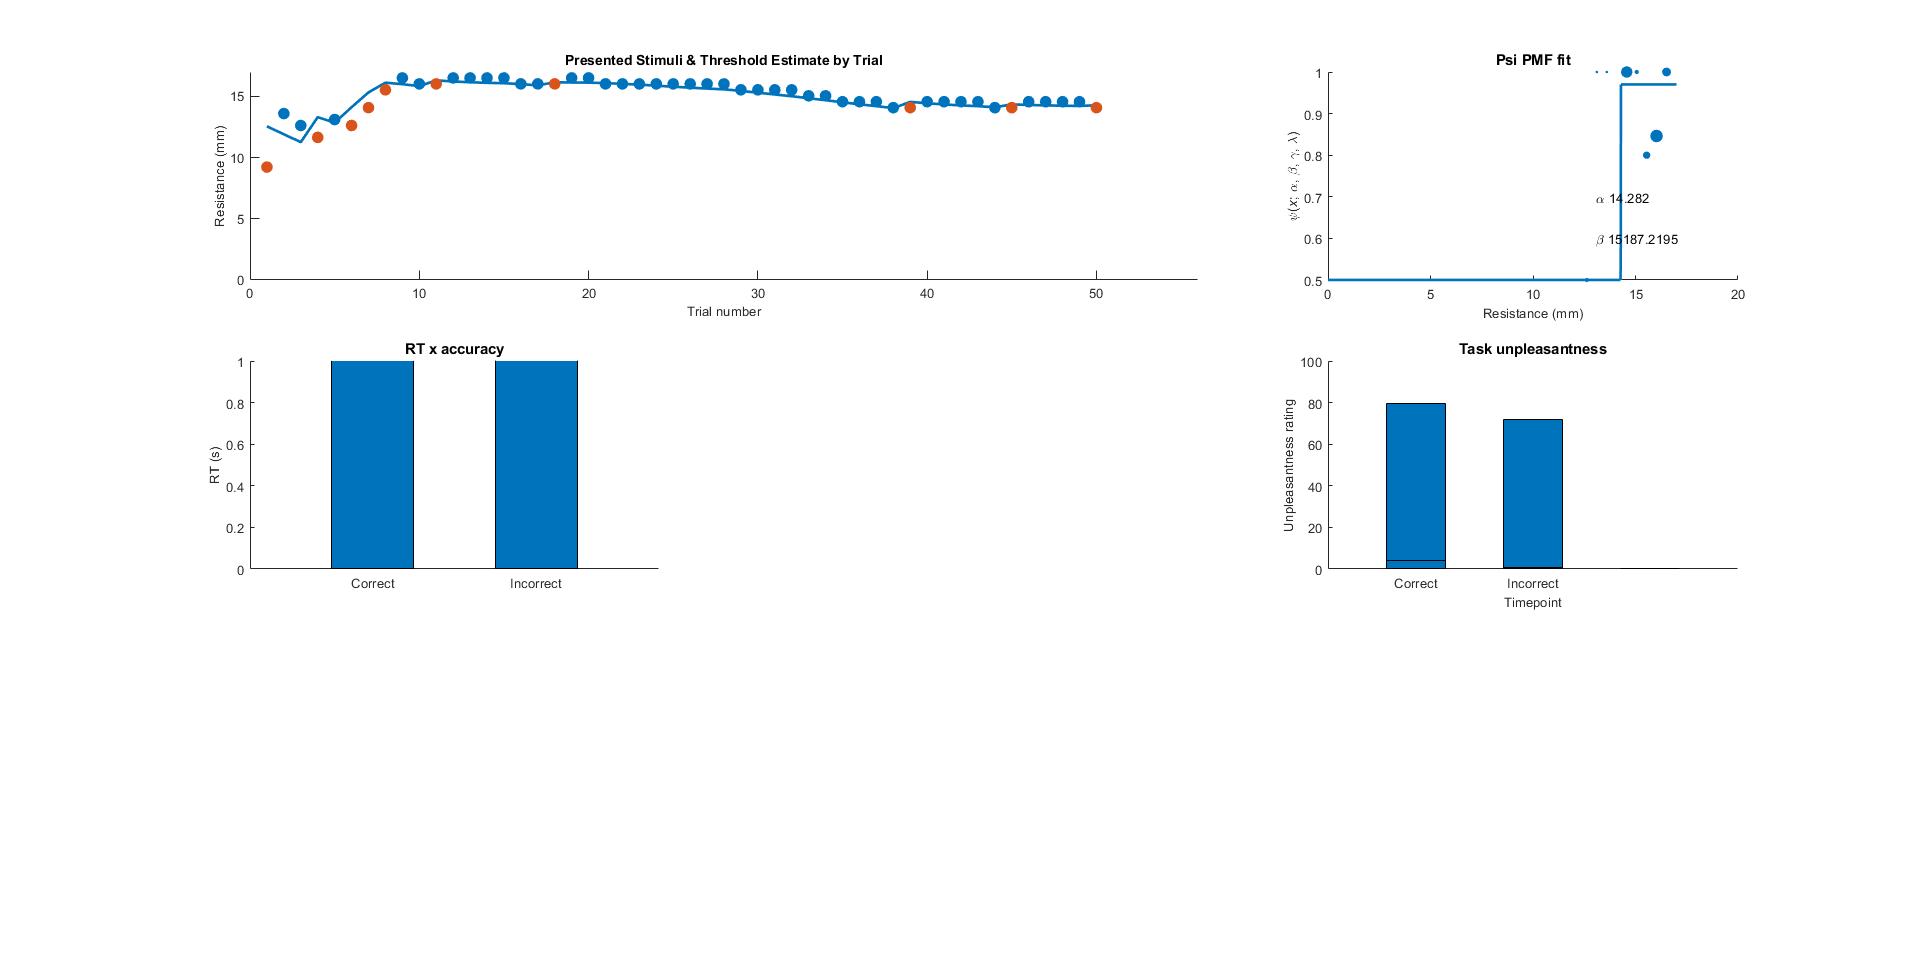 Presented Stimuli & Threshold Estimate by Trial
Resistance (mm)
15
10
5
0
0 10 20 30 40 50
Trial number
Psi PMF fit
ψ(x; α, β, γ, λ)
1
0.9
0.8
0.7
0.6
0.5
α 14.282
β 15187.2195
0 5 10 15 20
Resistance (mm)
RT x accuracy
RT (s)
1
0.8
0.6
0.4
0.2
0
Correct Incorrect
Task unpleasantness
Unpleasantness rating
100
80
60
40
20
0
Correct Incorrect
Timepoint